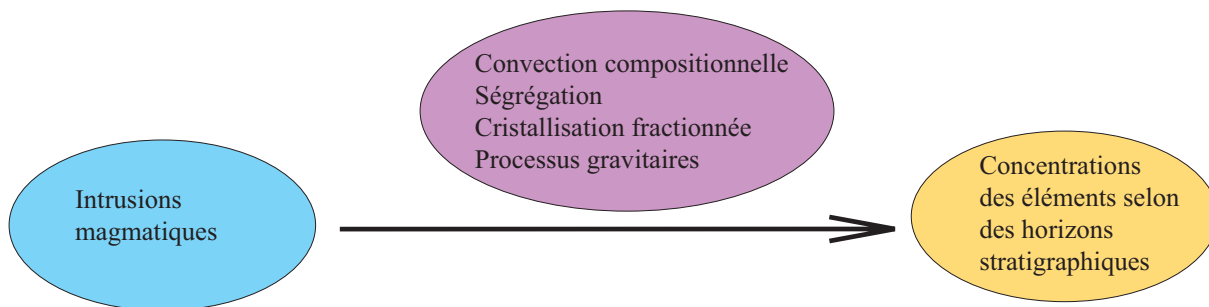 Convection compositionnelle
Ségrégation
Cristallisation fractionnée
Processus gravitaires
Intrusions
magmatiques
Concentrations
des éléments selon
des horizons
stratigraphiques